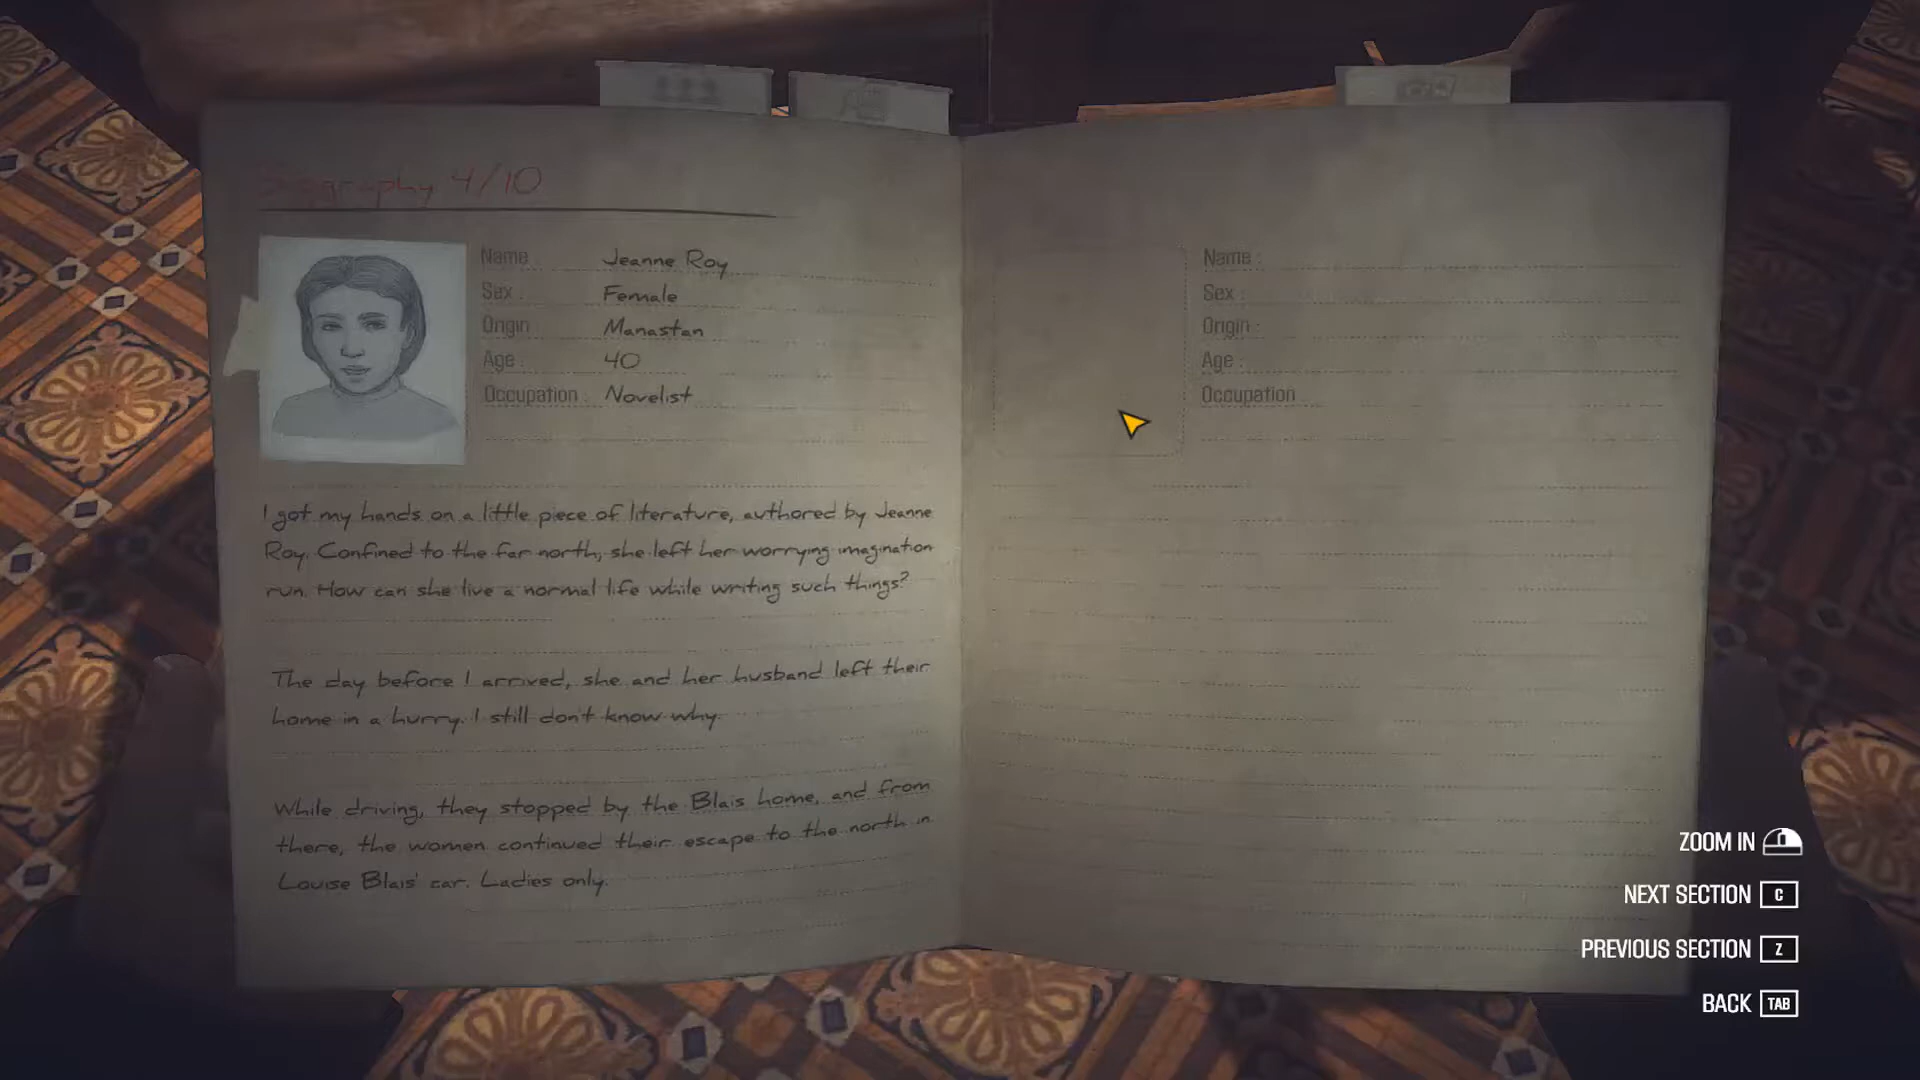 Biography 4/10
Name : Jeanne Roy
Sex : Female
Origin : Manastan
Age : 40
Occupation : Novelist
I got my hands on a little piece of literature, authored by Jeanne
Roy. Confined to the far north, she left her worrying imagination
run. How can she live a normal life while writing such things?
The day before I arrived, she and her husband left their
home in a hurry. I still don't know why.
While driving, they stopped by the Blais home, and from
there, the women continued their escape to the north in
Louise Blais' car. Ladies only.
Name :
Sex :
Origin :
Age :
Occupation
ZOOM IN
NEXT SECTION C
PREVIOUS SECTION Z
BACK TAB